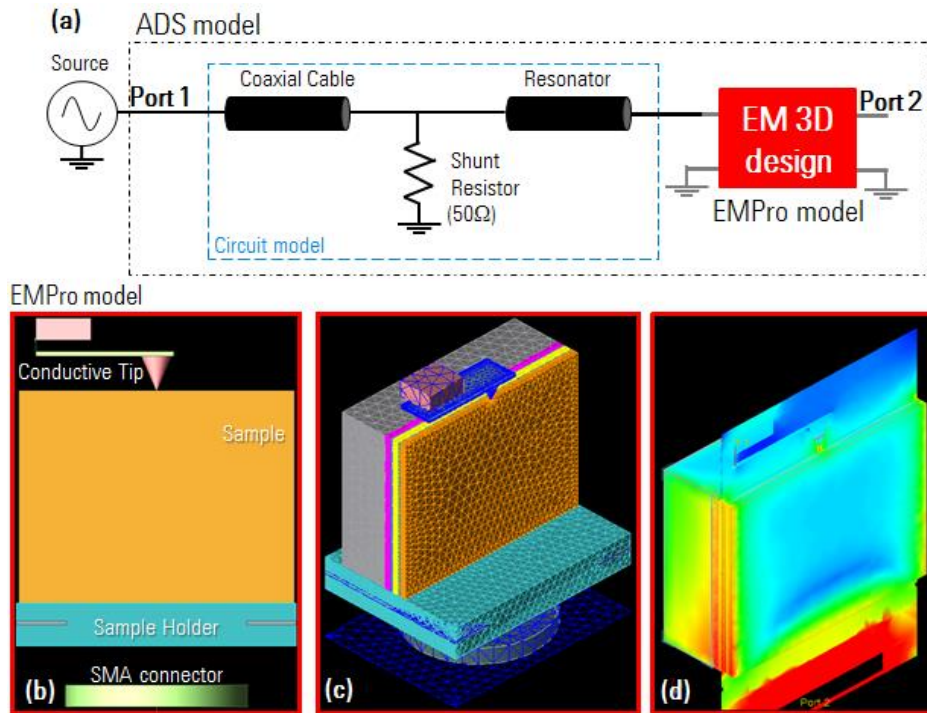 (a)
ADS model
Source
Port 1
Coaxial Cable
Resonator
Port 2
EM 3D
design
Shunt
Resistor
(50Ω)
EMPro model
Circuit model
EMPro model
Conductive Tip
Sample
Sample Holder
SMA connector
(b)
(c)
(d)
Port 2